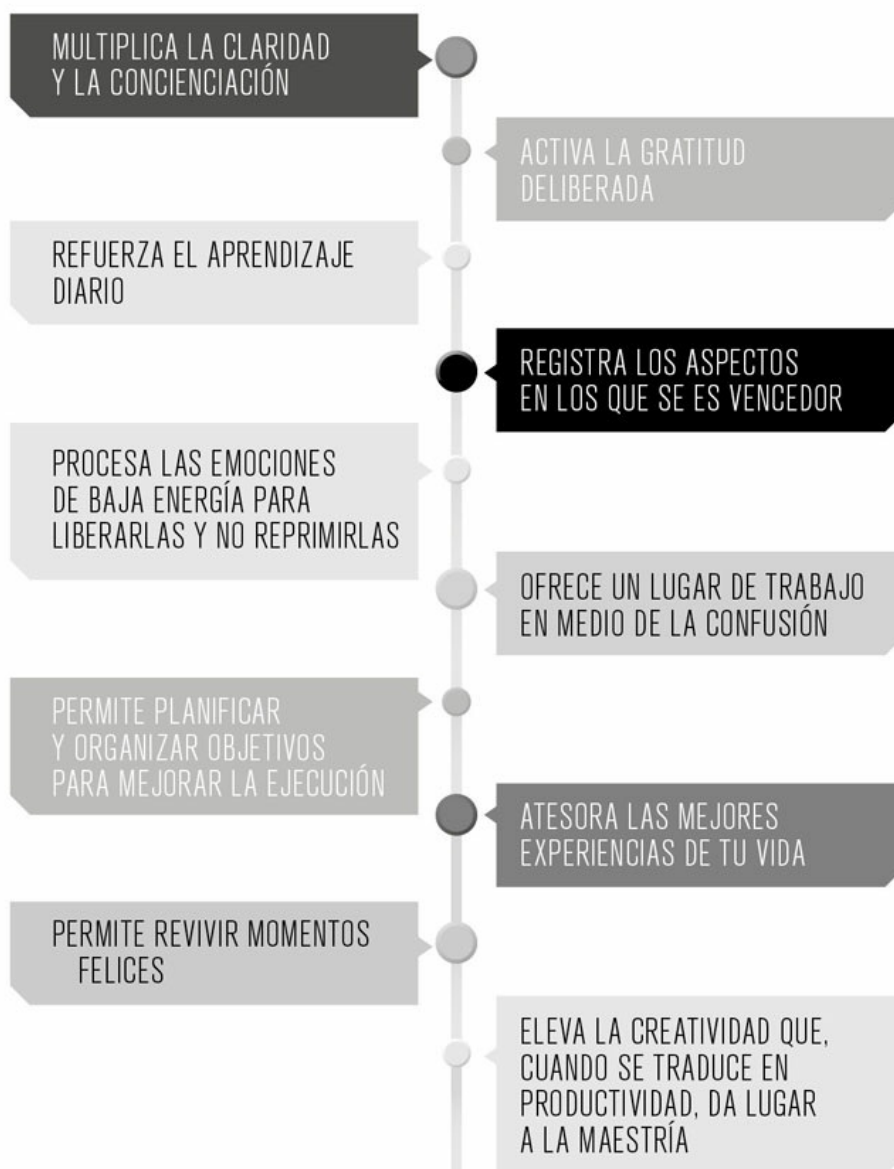 MULTIPLICA LA CLARIDAD
Y LA CONCIENCIACIÓN
ACTIVA LA GRATITUD
DELIBERADA
REFUERZA EL APRENDIZAJE
DIARIO
REGISTRA LOS ASPECTOS
EN LOS QUE SE ES VENCEDOR
PROCESA LAS EMOCIONES
DE BAJA ENERGÍA PARA
LIBERARLAS Y NO REPRIMIRLAS
OFRECE UN LUGAR DE TRABAJO
EN MEDIO DE LA CONFUSIÓN
PERMITE PLANIFICAR
Y ORGANIZAR OBJETIVOS
PARA MEJORAR LA EJECUCIÓN
ATESORA LAS MEJORES
EXPERIENCIAS DE TU VIDA
PERMITE REVIVIR MOMENTOS
FELICES
ELEVA LA CREATIVIDAD QUE,
CUANDO SE TRADUCE EN
PRODUCTIVIDAD, DA LUGAR
A LA MAESTRÍA